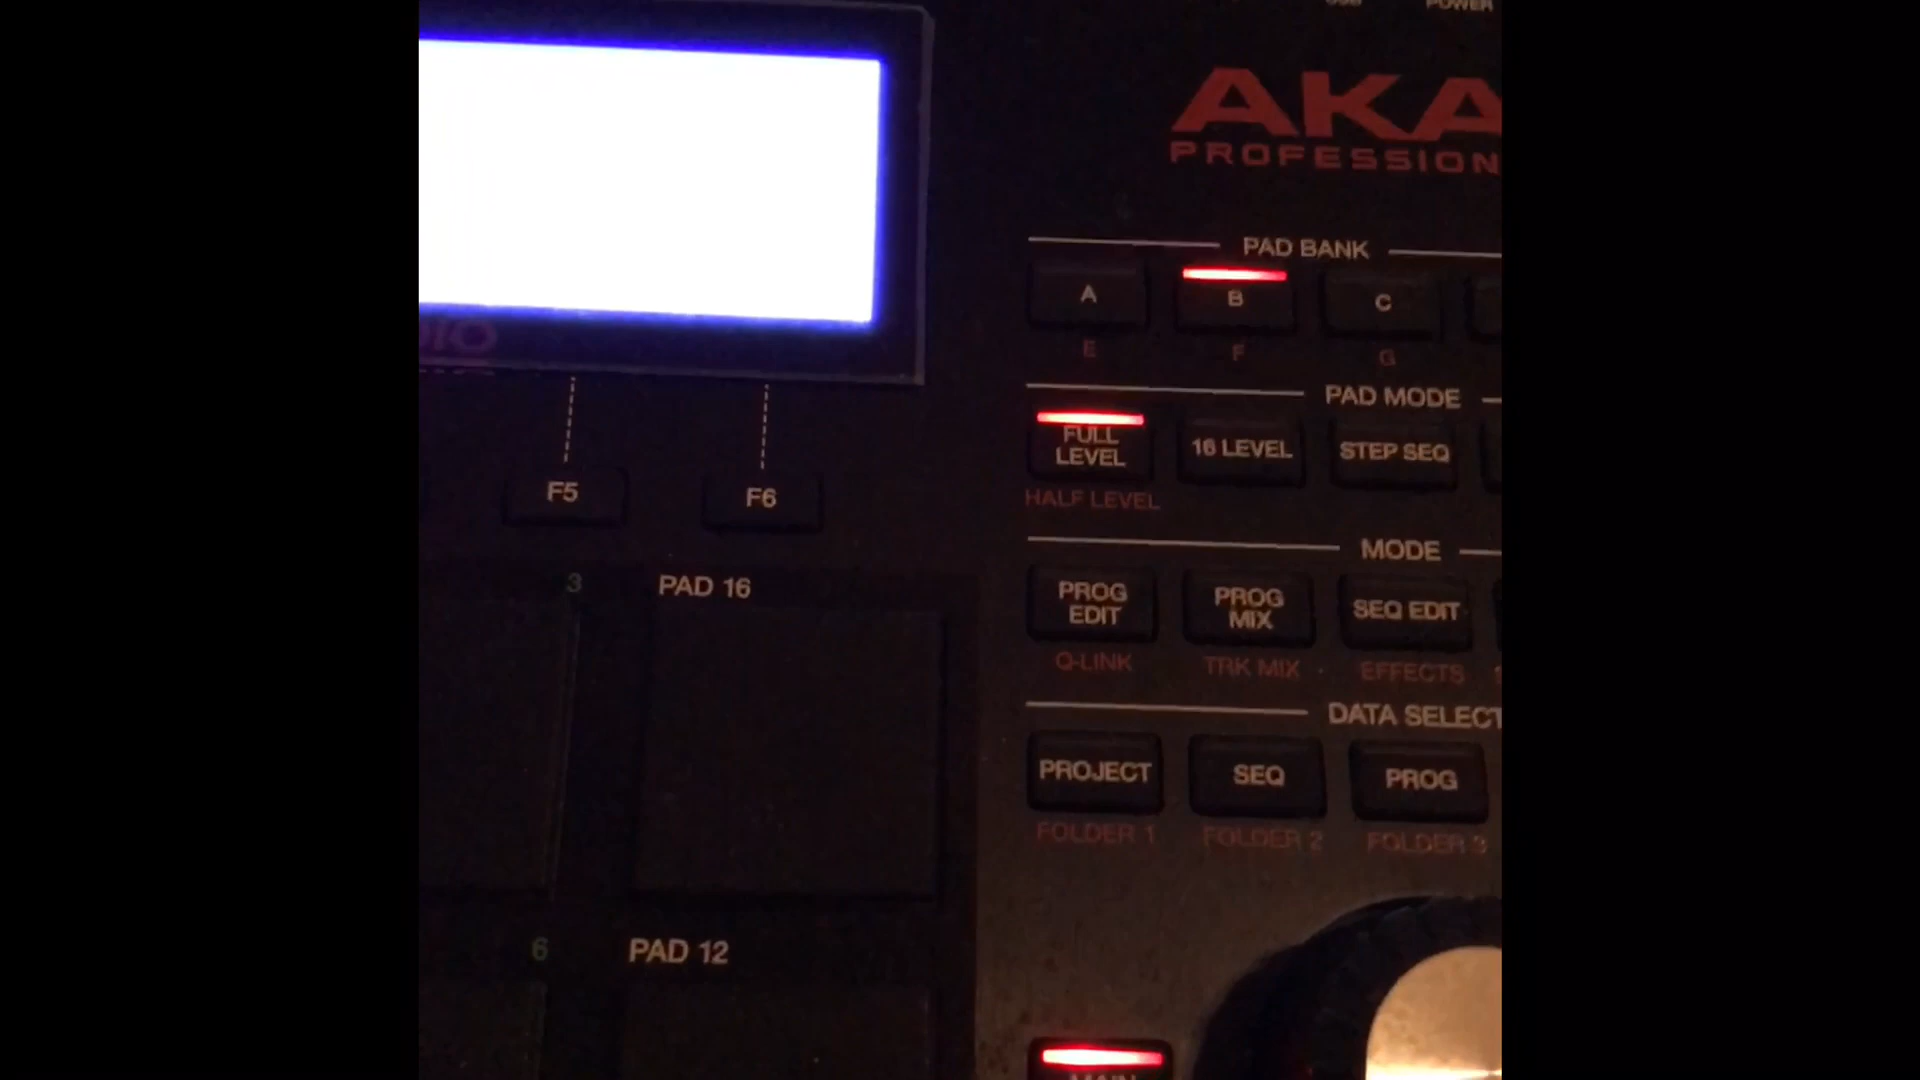 POWER
AKA
PROFESSION
PAD BANK
A
B
C
E
F
G
PAD MODE
FULL
LEVEL
16 LEVEL
STEP SEQ
HALF LEVEL
F5
F6
MODE
3
PAD 16
PROG
EDIT
PROG
MIX
SEQ EDIT
Q-LINK
TRK MIX
EFFECTS
DATA SELECT
PROJECT
SEQ
PROG
FOLDER 1
FOLDER 2
FOLDER 3
6
PAD 12
MAIN